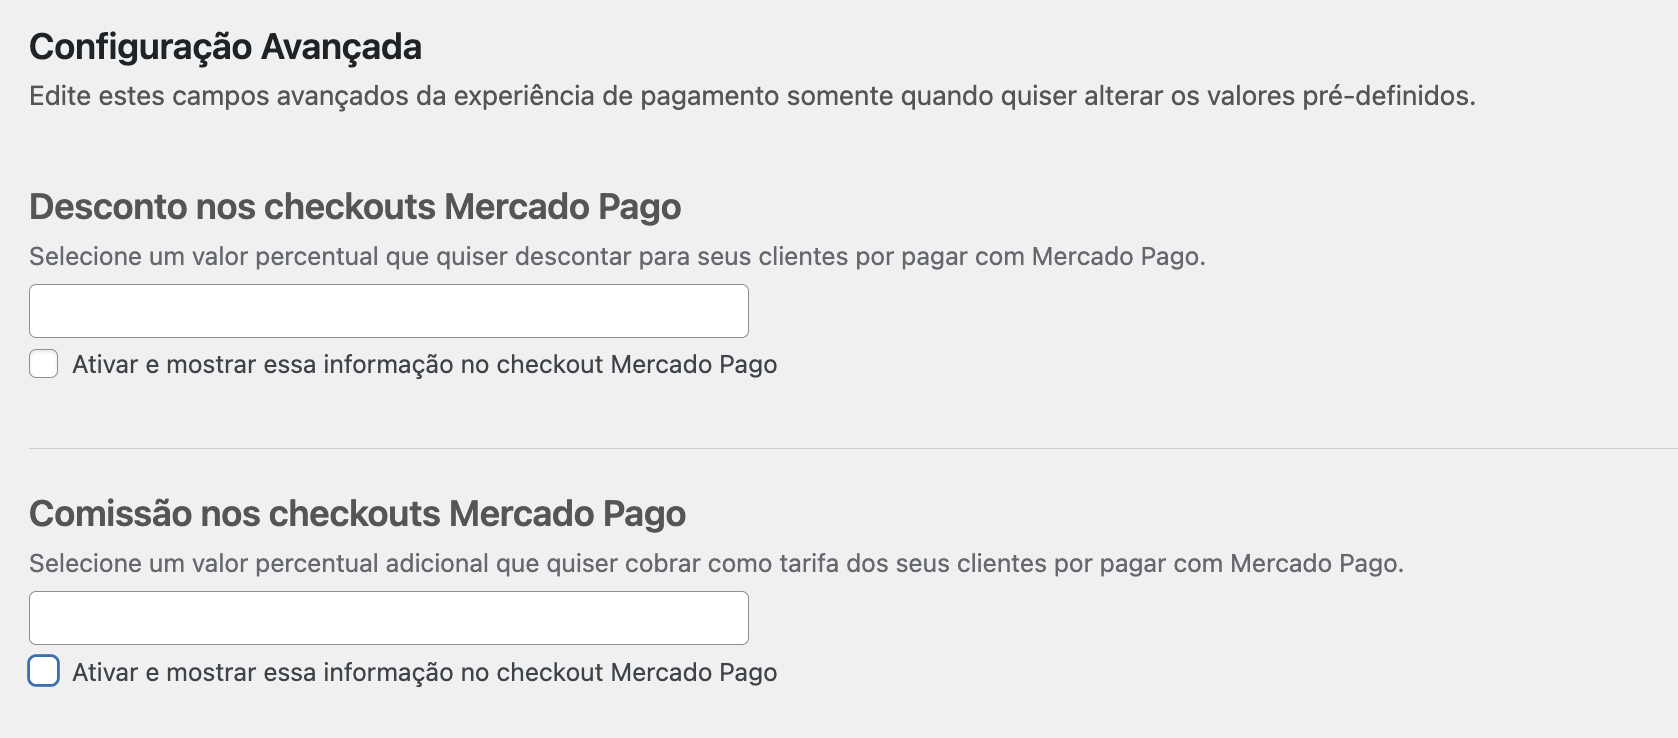 Configuração Avançada
Edite estes campos avançados da experiência de pagamento somente quando quiser alterar os valores pré-definidos.
Desconto nos checkouts Mercado Pago
Selecione um valor percentual que quiser descontar para seus clientes por pagar com Mercado Pago.
Ativar e mostrar essa informação no checkout Mercado Pago
Comissão nos checkouts Mercado Pago
Selecione um valor percentual adicional que quiser cobrar como tarifa dos seus clientes por pagar com Mercado Pago.
Ativar e mostrar essa informação no checkout Mercado Pago